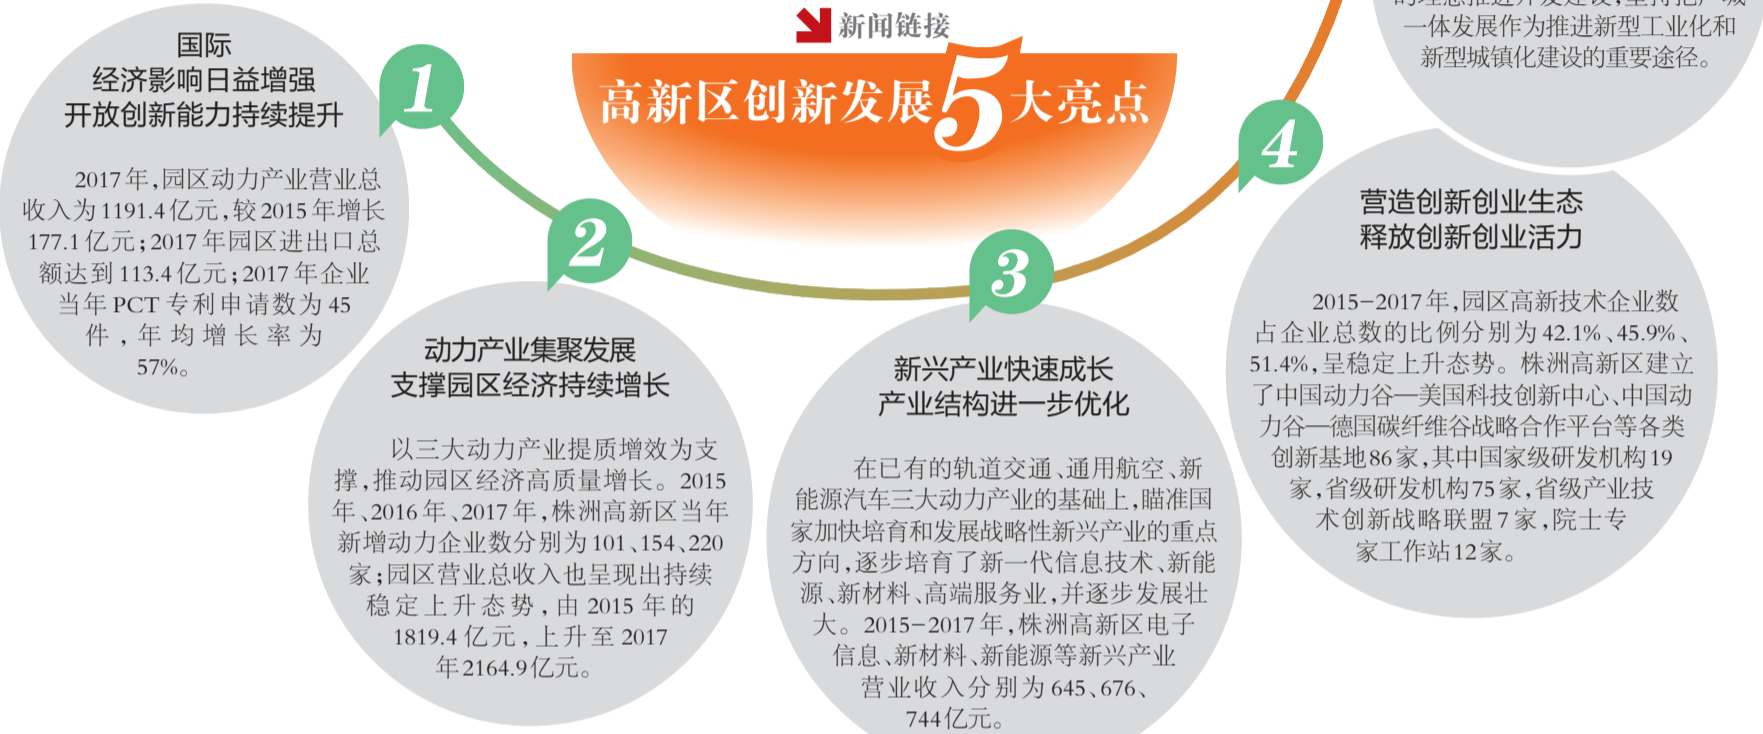 新闻链接
高新区创新发展5大亮点
1
国际
经济影响日益增强
开放创新能力持续提升
2017年,园区动力产业营业总
收入为1191.4亿元,较2015年增长
177.1亿元;2017年园区进出口总
额达到113.4亿元;2017年企业
当年PCT专利申请数为45
件,年均增长率为
57%。
2
动力产业集聚发展
支撑园区经济持续增长
以三大动力产业提质增效为支
撑,推动园区经济高质量增长。2015
年、2016年、2017年,株洲高新区当年
新增动力企业数分别为101、154、220
家;园区营业总收入也呈现出持续
稳定上升态势,由2015年的
1819.4亿元,上升至2017
年2164.9亿元。
3
新兴产业快速成长
产业结构进一步优化
在已有的轨道交通、通用航空、新
能源汽车三大动力产业的基础上,瞄准国
家加快培育和发展战略性新兴产业的重点
方向,逐步培育了新一代信息技术、新能
源、新材料、高端服务业,并逐步发展壮
大。2015-2017年,株洲高新区电子
信息、新材料、新能源等新兴产业
营业收入分别为645、676、
744亿元。
4
营造创新创业生态
释放创新创业活力
2015-2017年,园区高新技术企业数
占企业总数的比例分别为42.1%、45.9%、
51.4%,呈稳定上升态势。株洲高新区建立
了中国动力谷—美国科技创新中心、中国动
力谷—德国碳纤维谷战略合作平台等各类
创新基地86家,其中国家级研发机构19
家,省级研发机构75家,省级产业技
术创新战略联盟7家,院士专
家工作站12家。
一体发展作为推进新型工业化和
新型城镇化建设的重要途径。